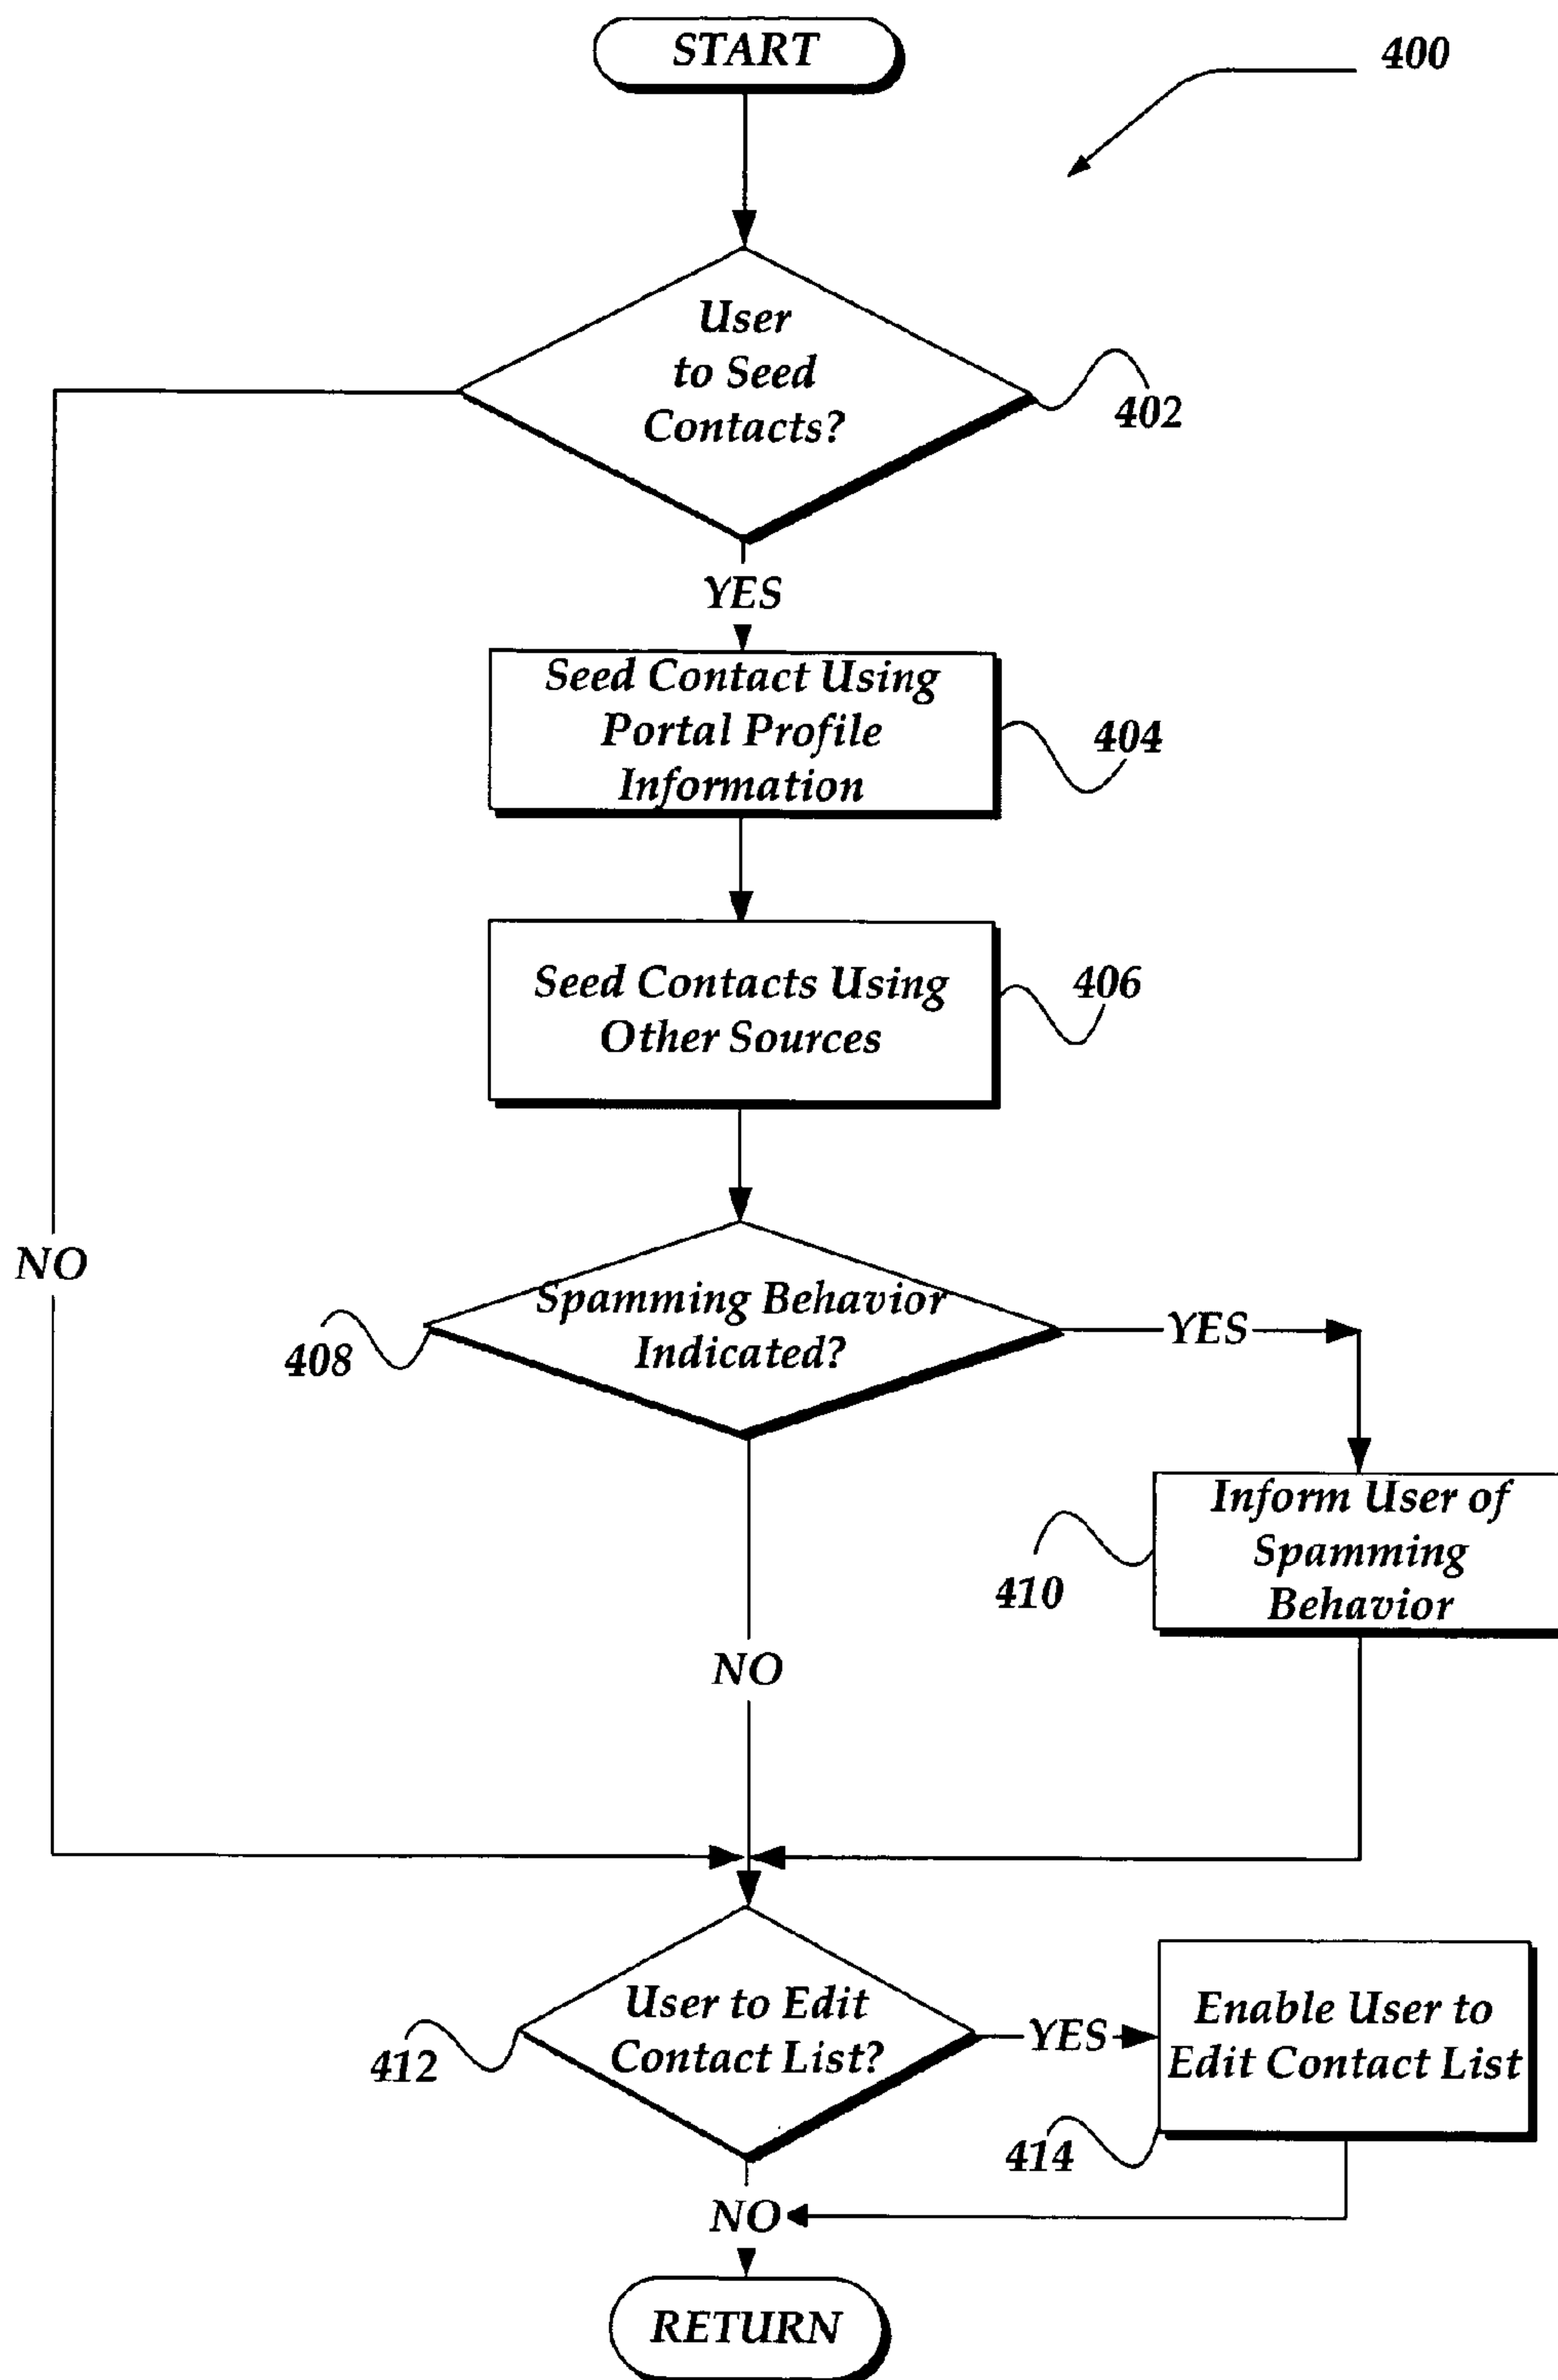 START
400
User
to Seed
Contacts?
402
YES
Seed Contact Using
Portal Profile
Information
404
Seed Contacts Using
Other Sources
406
NO
Spamming Behavior
Indicated?
408
YES
Inform User of
Spamming
Behavior
410
NO
User to Edit
Contact List?
412
YES
Enable User to
Edit Contact List
414
NO
RETURN